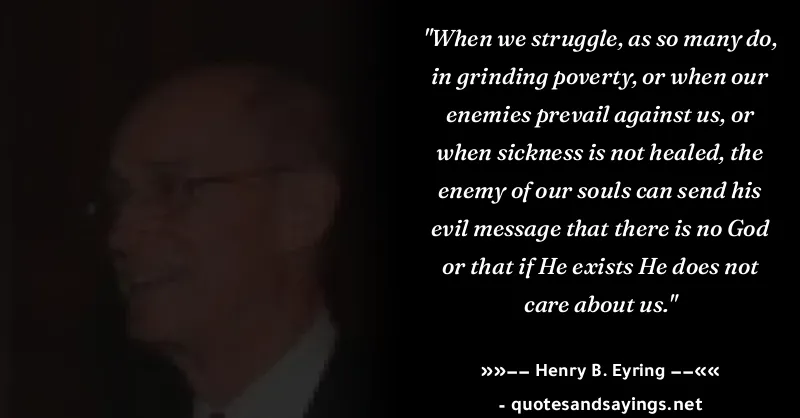 "When we struggle, as so many do,
in grinding poverty, or when our
enemies prevail against us, or
when sickness is not healed, the
enemy of our souls can send his
evil message that there is no God
or that if He exists He does not
care about us."
»»−− Henry B. Eyring −−««
- quotesandsayings.net